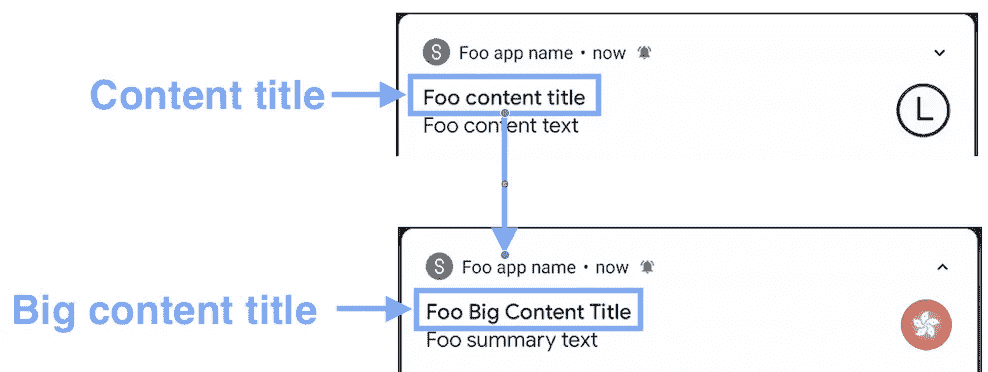 S Foo app name • now
Content title
Foo content title
Foo content text
L
S Foo app name • now
Big content title
Foo Big Content Title
Foo summary text